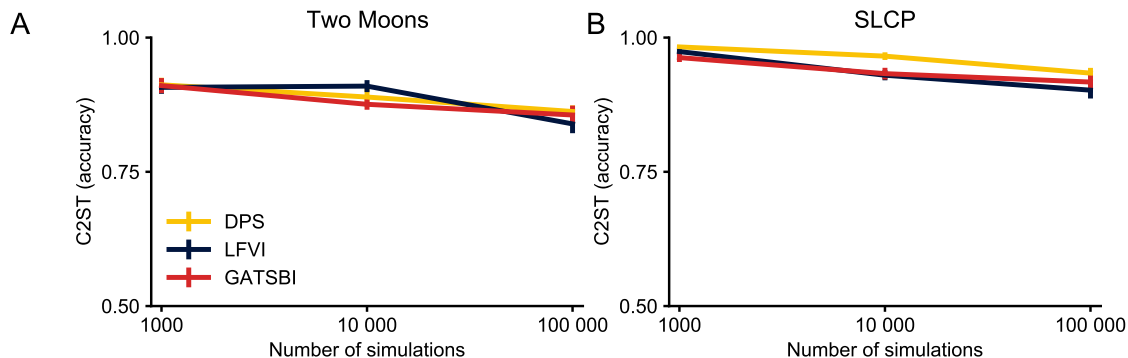 A
Two Moons
1.00
0.75
0.50
C2ST (accuracy)
DPS
LFVI
GATSBI
1000
10 000
100 000
Number of simulations
B
SLCP
1.00
0.75
0.50
C2ST (accuracy)
1000
10 000
100 000
Number of simulations